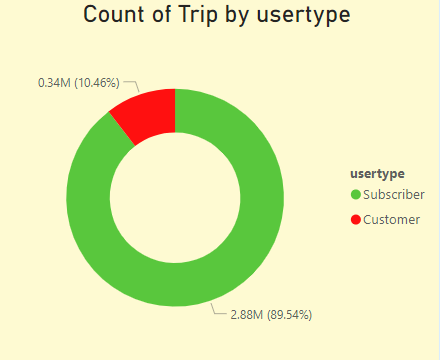 Count of Trip by usertype
0.34M (10.46%)
usertype
Subscriber
Customer
2.88M (89.54%)